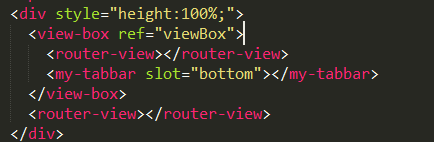 <div style="height:100%;">
<view-box ref="viewBox">
<router-view></router-view>
<my-tabbar slot="bottom"></my-tabbar>
</view-box>
<router-view></router-view>
</div>